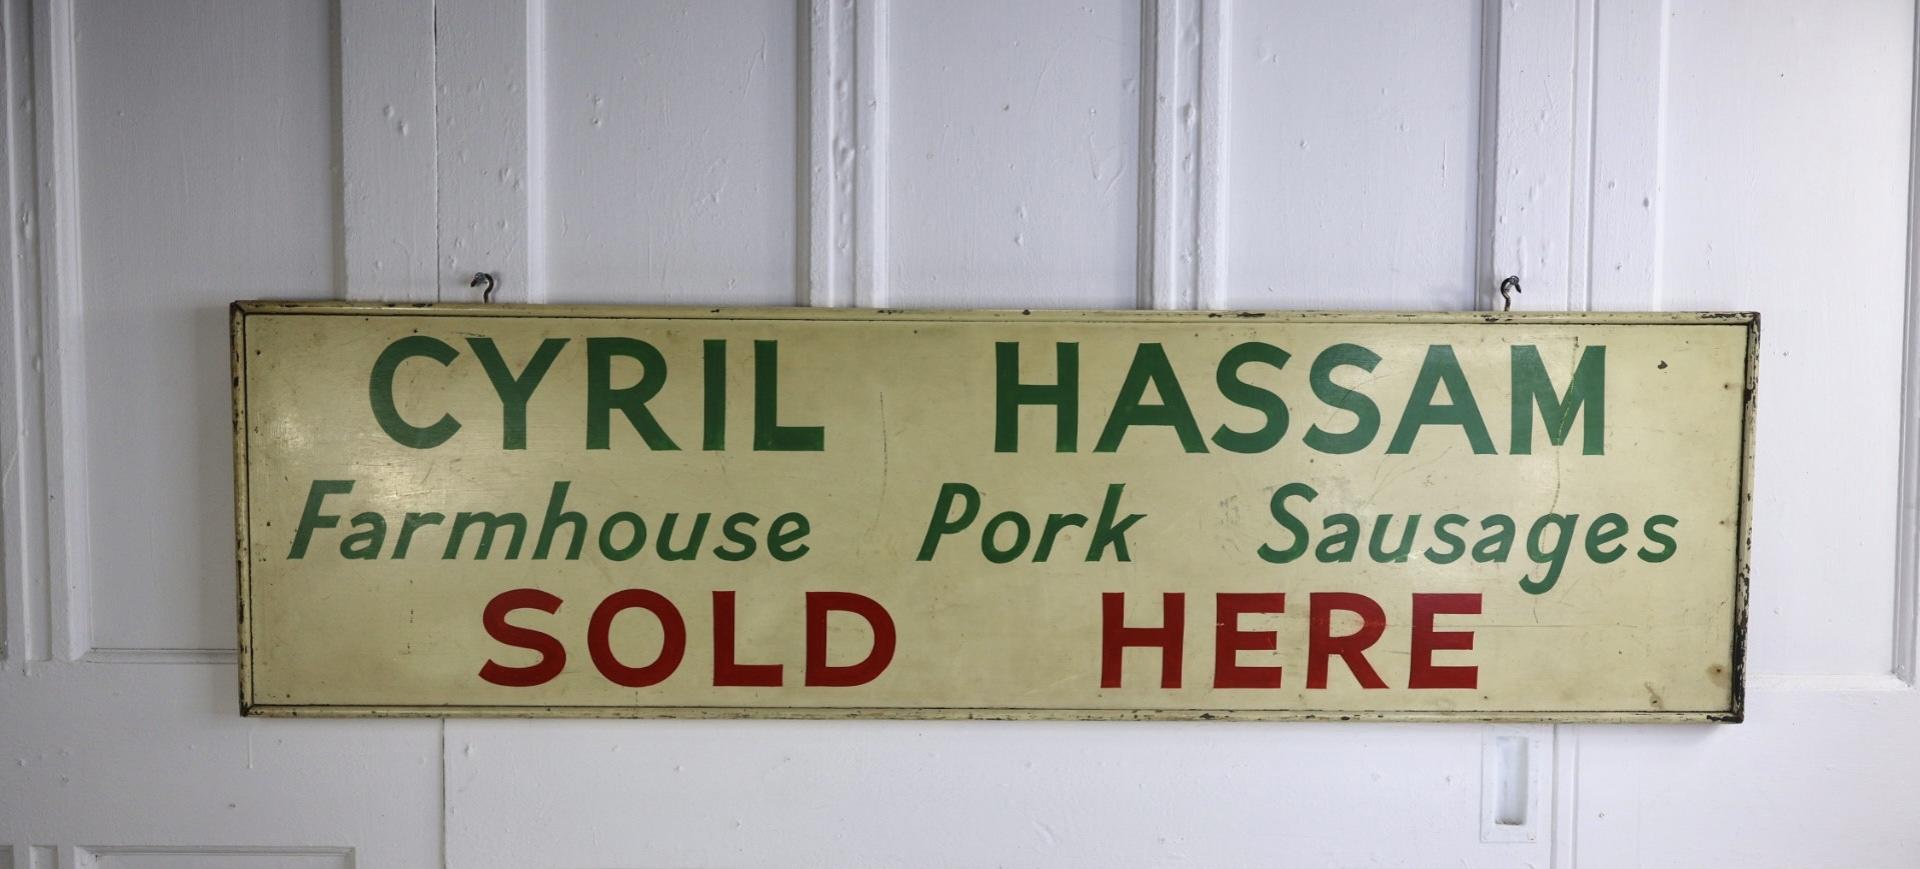 CYRIL HASSAM
Farmhouse Pork Sausages
SOLD HERE